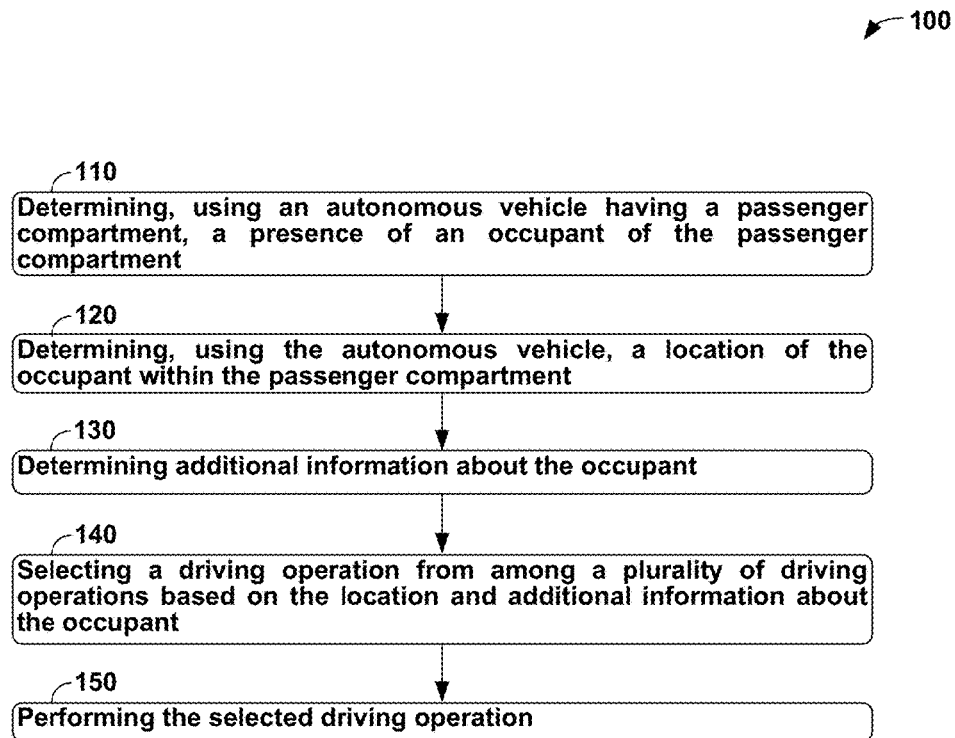 100
110
Determining, using an autonomous vehicle having a passenger
compartment, a presence of an occupant of the passenger
compartment
120
Determining, using the autonomous vehicle, a location of the
occupant within the passenger compartment
130
Determining additional information about the occupant
140
Selecting a driving operation from among a plurality of driving
operations based on the location and additional information about
the occupant
150
Performing the selected driving operation